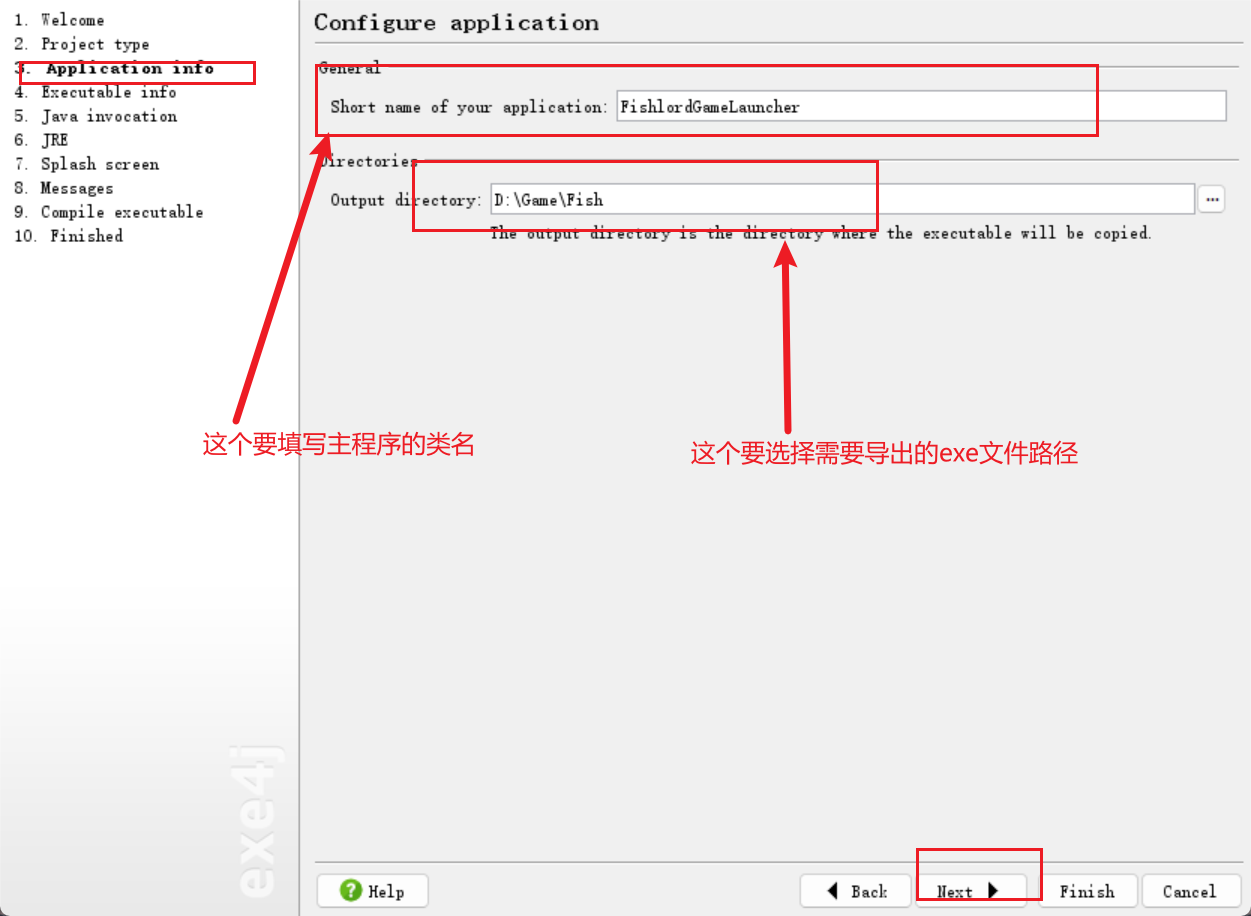 1. Welcome
2. Project type
3. Application info
4. Executable info
5. Java invocation
6. JRE
7. Splash screen
8. Messages
9. Compile executable
10. Finished
exe4j
Configure application
General
Short name of your application: FishlordGameLauncher
Directories
Output directory: D:\Game\Fish ...
The output directory is the directory where the executable will be copied.
这个要填写主程序的类名
这个要选择需要导出的exe文件路径
? Help
Back
Next
Finish
Cancel